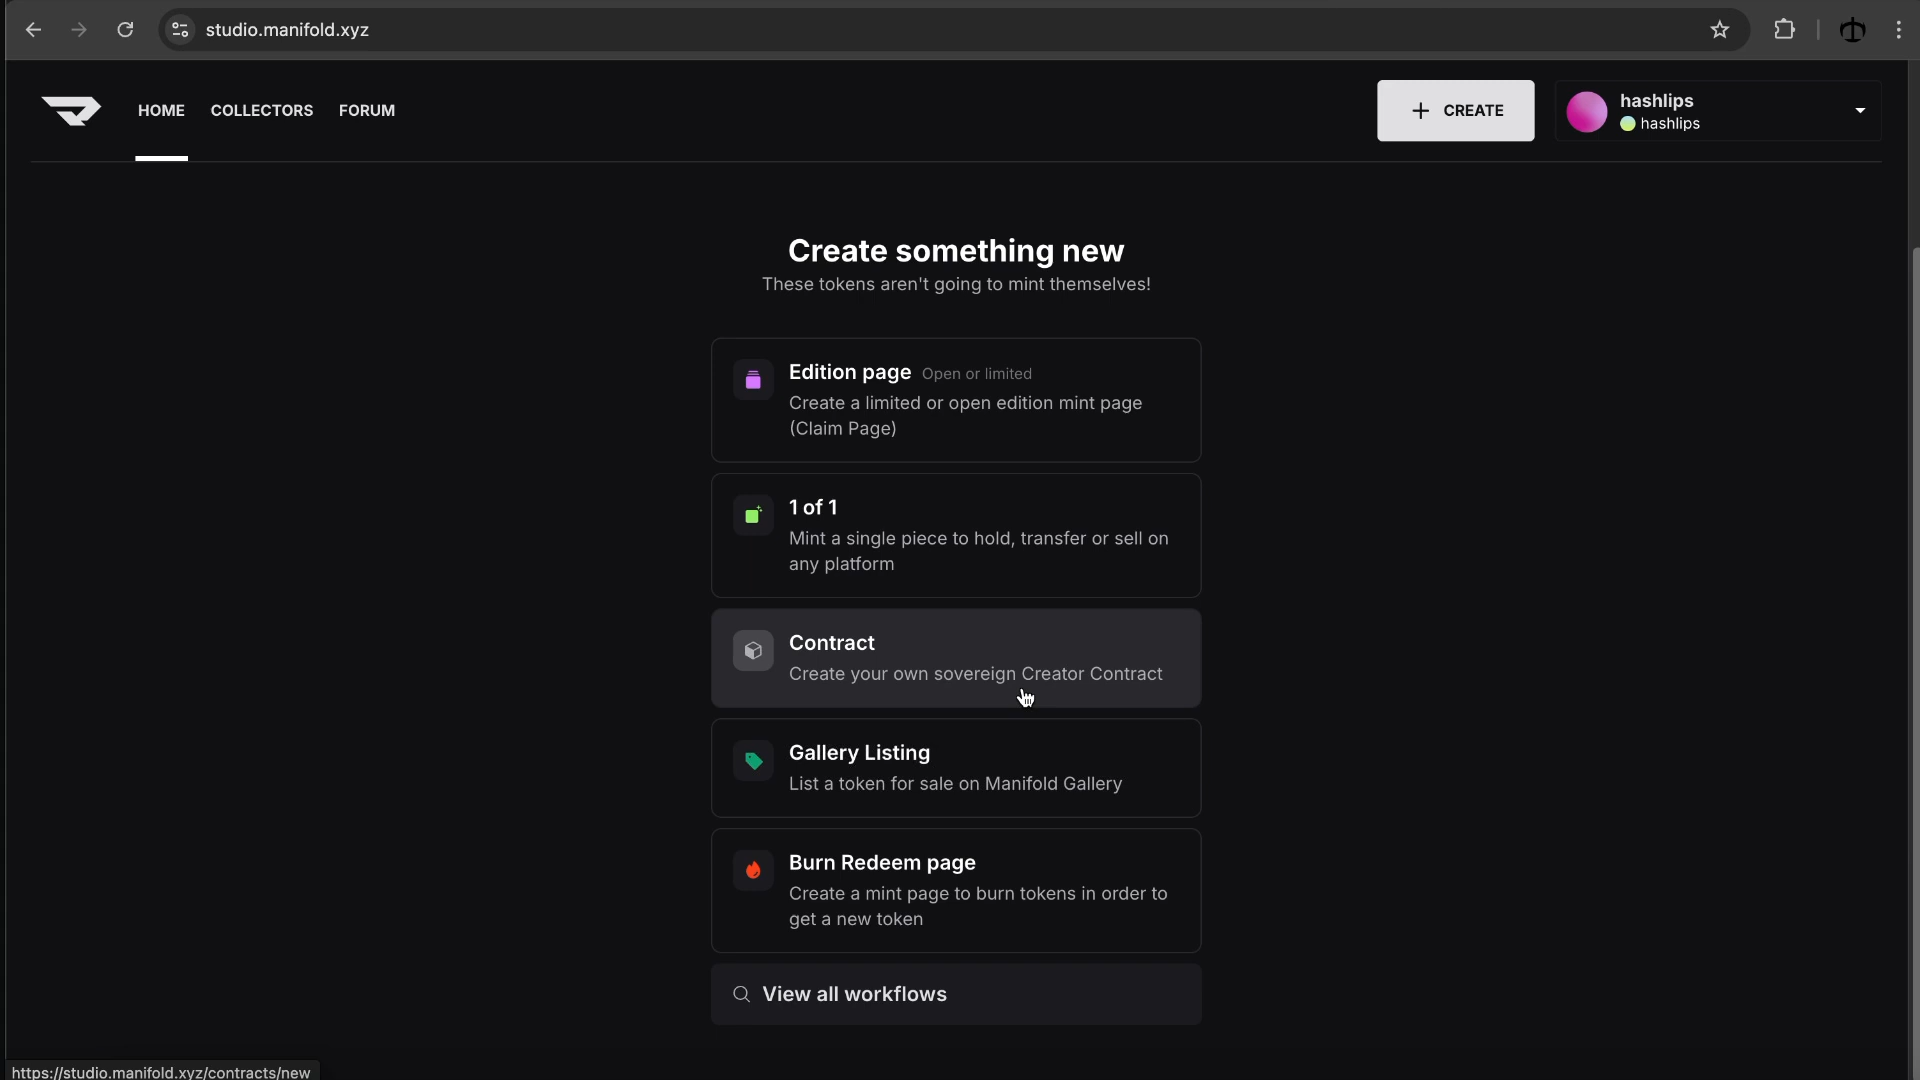 studio.manifold.xyz
HOME COLLECTORS FORUM
+ CREATE
hashlips
hashlips
Create something new
These tokens aren't going to mint themselves!
Edition page Open or limited
Create a limited or open edition mint page
(Claim Page)
1 of 1
Mint a single piece to hold, transfer or sell on
any platform
Contract
Create your own sovereign Creator Contract
Gallery Listing
List a token for sale on Manifold Gallery
Burn Redeem page
Create a mint page to burn tokens in order to
get a new token
View all workflows
https://studio.manifold.xyz/contracts/new